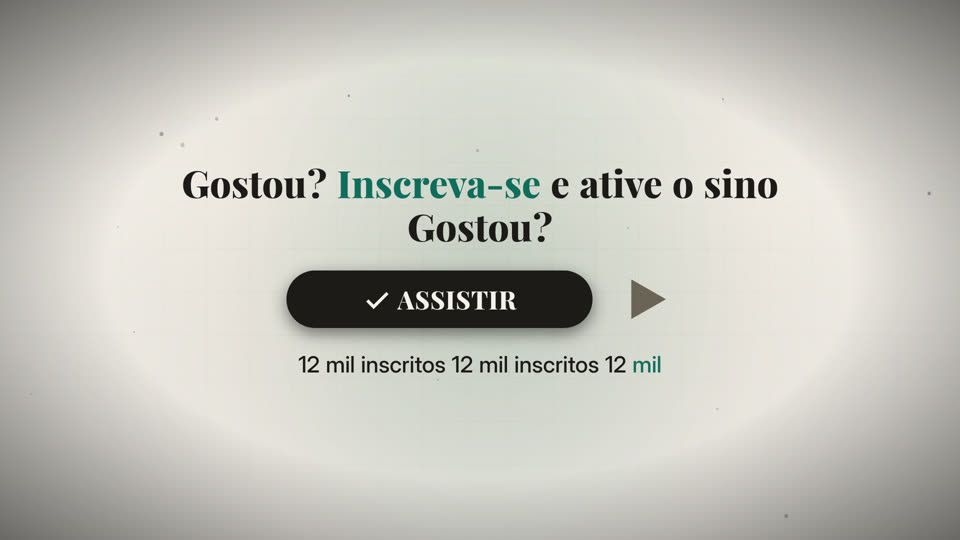 Gostou? Inscreva-se e ative o sino
Gostou?
ASSISTIR
12 mil inscritos 12 mil inscritos 12 mil